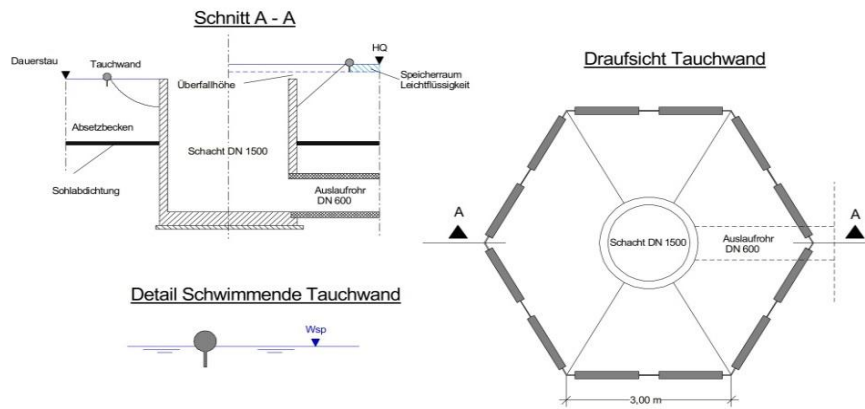 Schnitt A - A
Dauerstau
Tauchwand
HQ
Überfallhöhe
Speicherraum
Leichtflüssigkeit
Absetzbecken
Schacht DN 1500
Sohlabdichtung
Auslaufrohr
DN 600
Detail Schwimmende Tauchwand
Wsp
Draufsicht Tauchwand
A
A
Schacht DN 1500
Auslaufrohr
DN 600
3,00 m